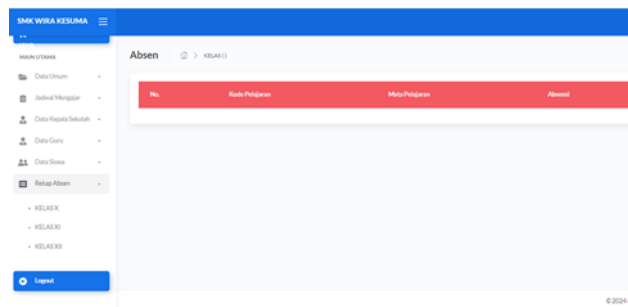 SMK WIRA KESUMA
MAIN UTAMA
Data Umum
Jadwal Mengajar
Data Kepala Sekolah
Data Guru
Data Siswa
Rekap Absen
KELAS X
KELAS XI
KELAS XII
Logout
Absen
> KELAS ()
No. Kode Pelajaran Mata Pelajaran Absensi
© 2024